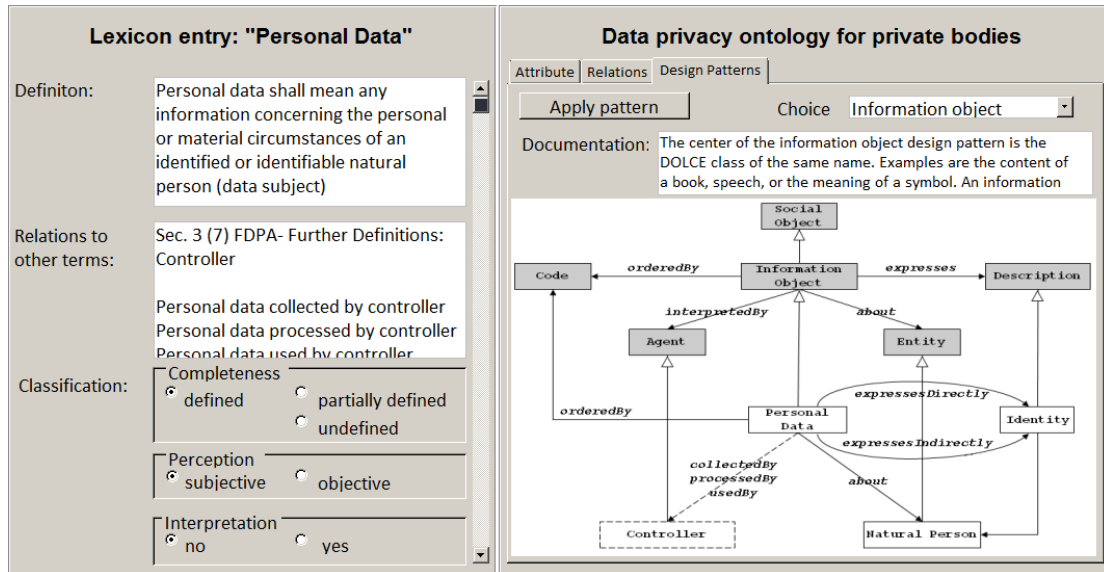 Lexicon entry: "Personal Data"
Definiton:
Personal data shall mean any
information concerning the personal
or material circumstances of an
identified or identifiable natural
person (data subject)
Relations to
other terms:
Sec. 3 (7) FDPA- Further Definitions:
Controller
Personal data collected by controller
Personal data processed by controller
Personal data used by controller
Classification:
Completeness
defined
partially defined
undefined
Perception
subjective
objective
Interpretation
no
yes
Data privacy ontology for private bodies
Attribute
Relations
Design Patterns
Apply pattern
Choice
Information object
Documentation:
The center of the information object design pattern is the
DOLCE class of the same name. Examples are the content of
a book, speech, or the meaning of a symbol. An information
Social
Object
Code
orderedBy
Information
Object
expresses
Description
interpretedBy
about
Agent
Entity
orderedBy
Personal
Data
expressesDirectly
expressesIndirectly
Identity
collectedBy
processedBy
usedBy
about
Controller
Natural Person